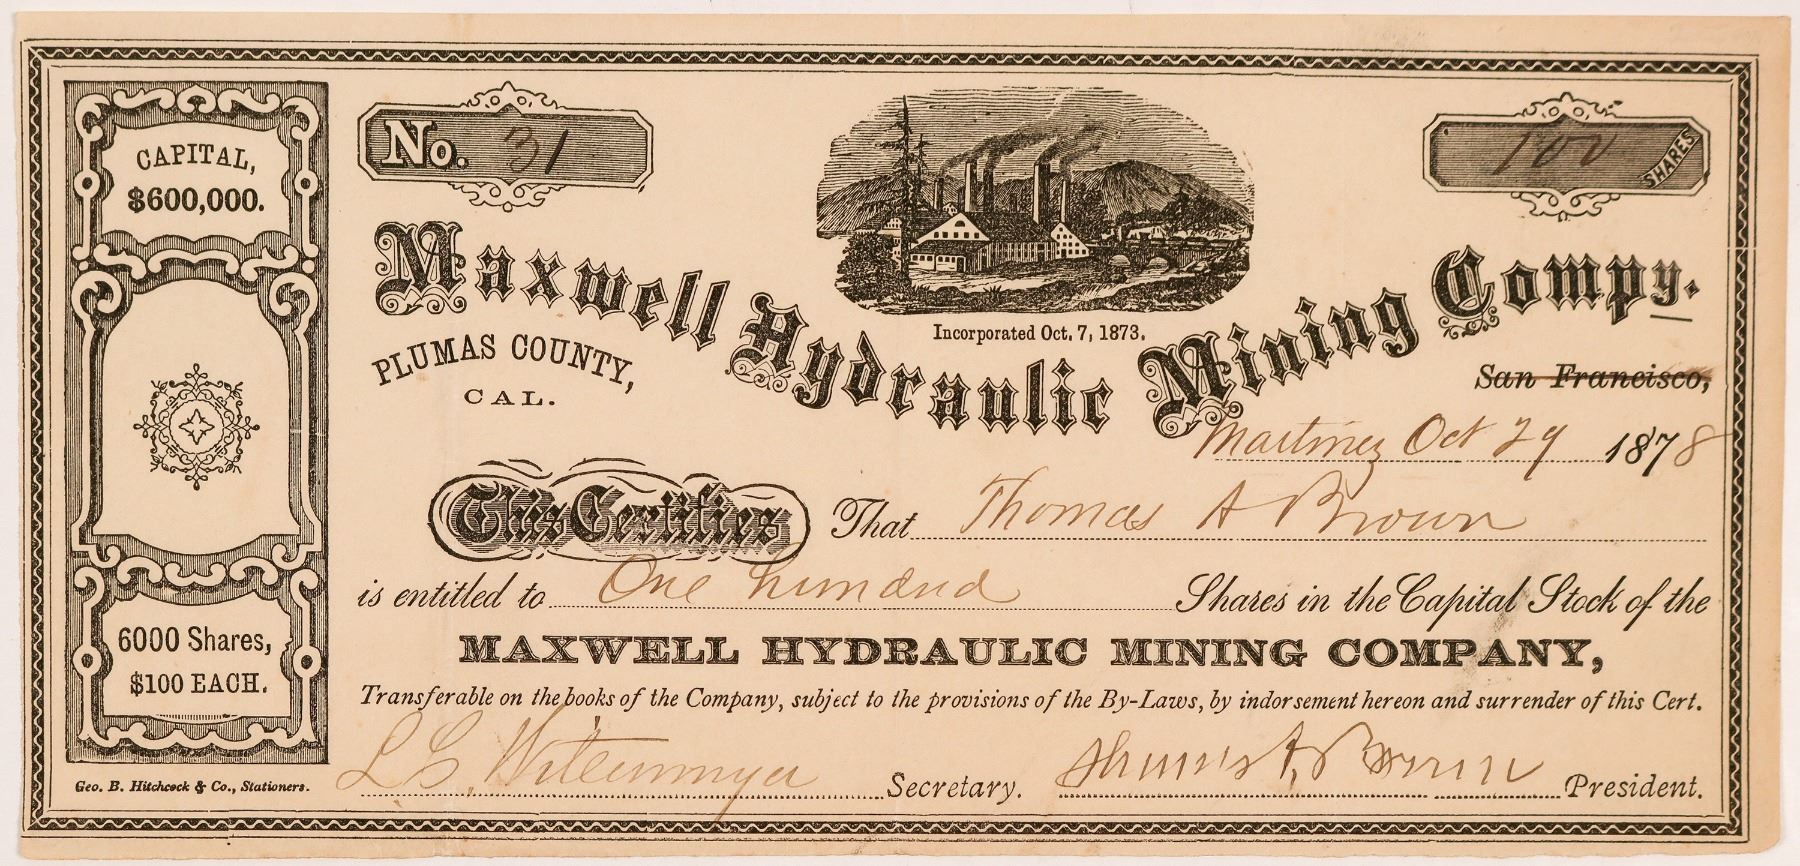 CAPITAL,
$600,000.
No. 31
100 SHARES
Maxwell Hydraulic Mining Compy.
Incorporated Oct. 7, 1873.
PLUMAS COUNTY,
CAL.
San Francisco,
Martinez Oct 29 1878
This Certifies That Thomas A Brown
is entitled to One hundred Shares in the Capital Stock of the
MAXWELL HYDRAULIC MINING COMPANY,
6000 Shares,
$100 EACH.
Transferable on the books of the Company, subject to the provisions of the By-Laws, by indorsement hereon and surrender of this Cert.
L. C. Wittenmyer Secretary. Thomas A. Brown President.
Geo. B. Hitchcock & Co., Stationers.